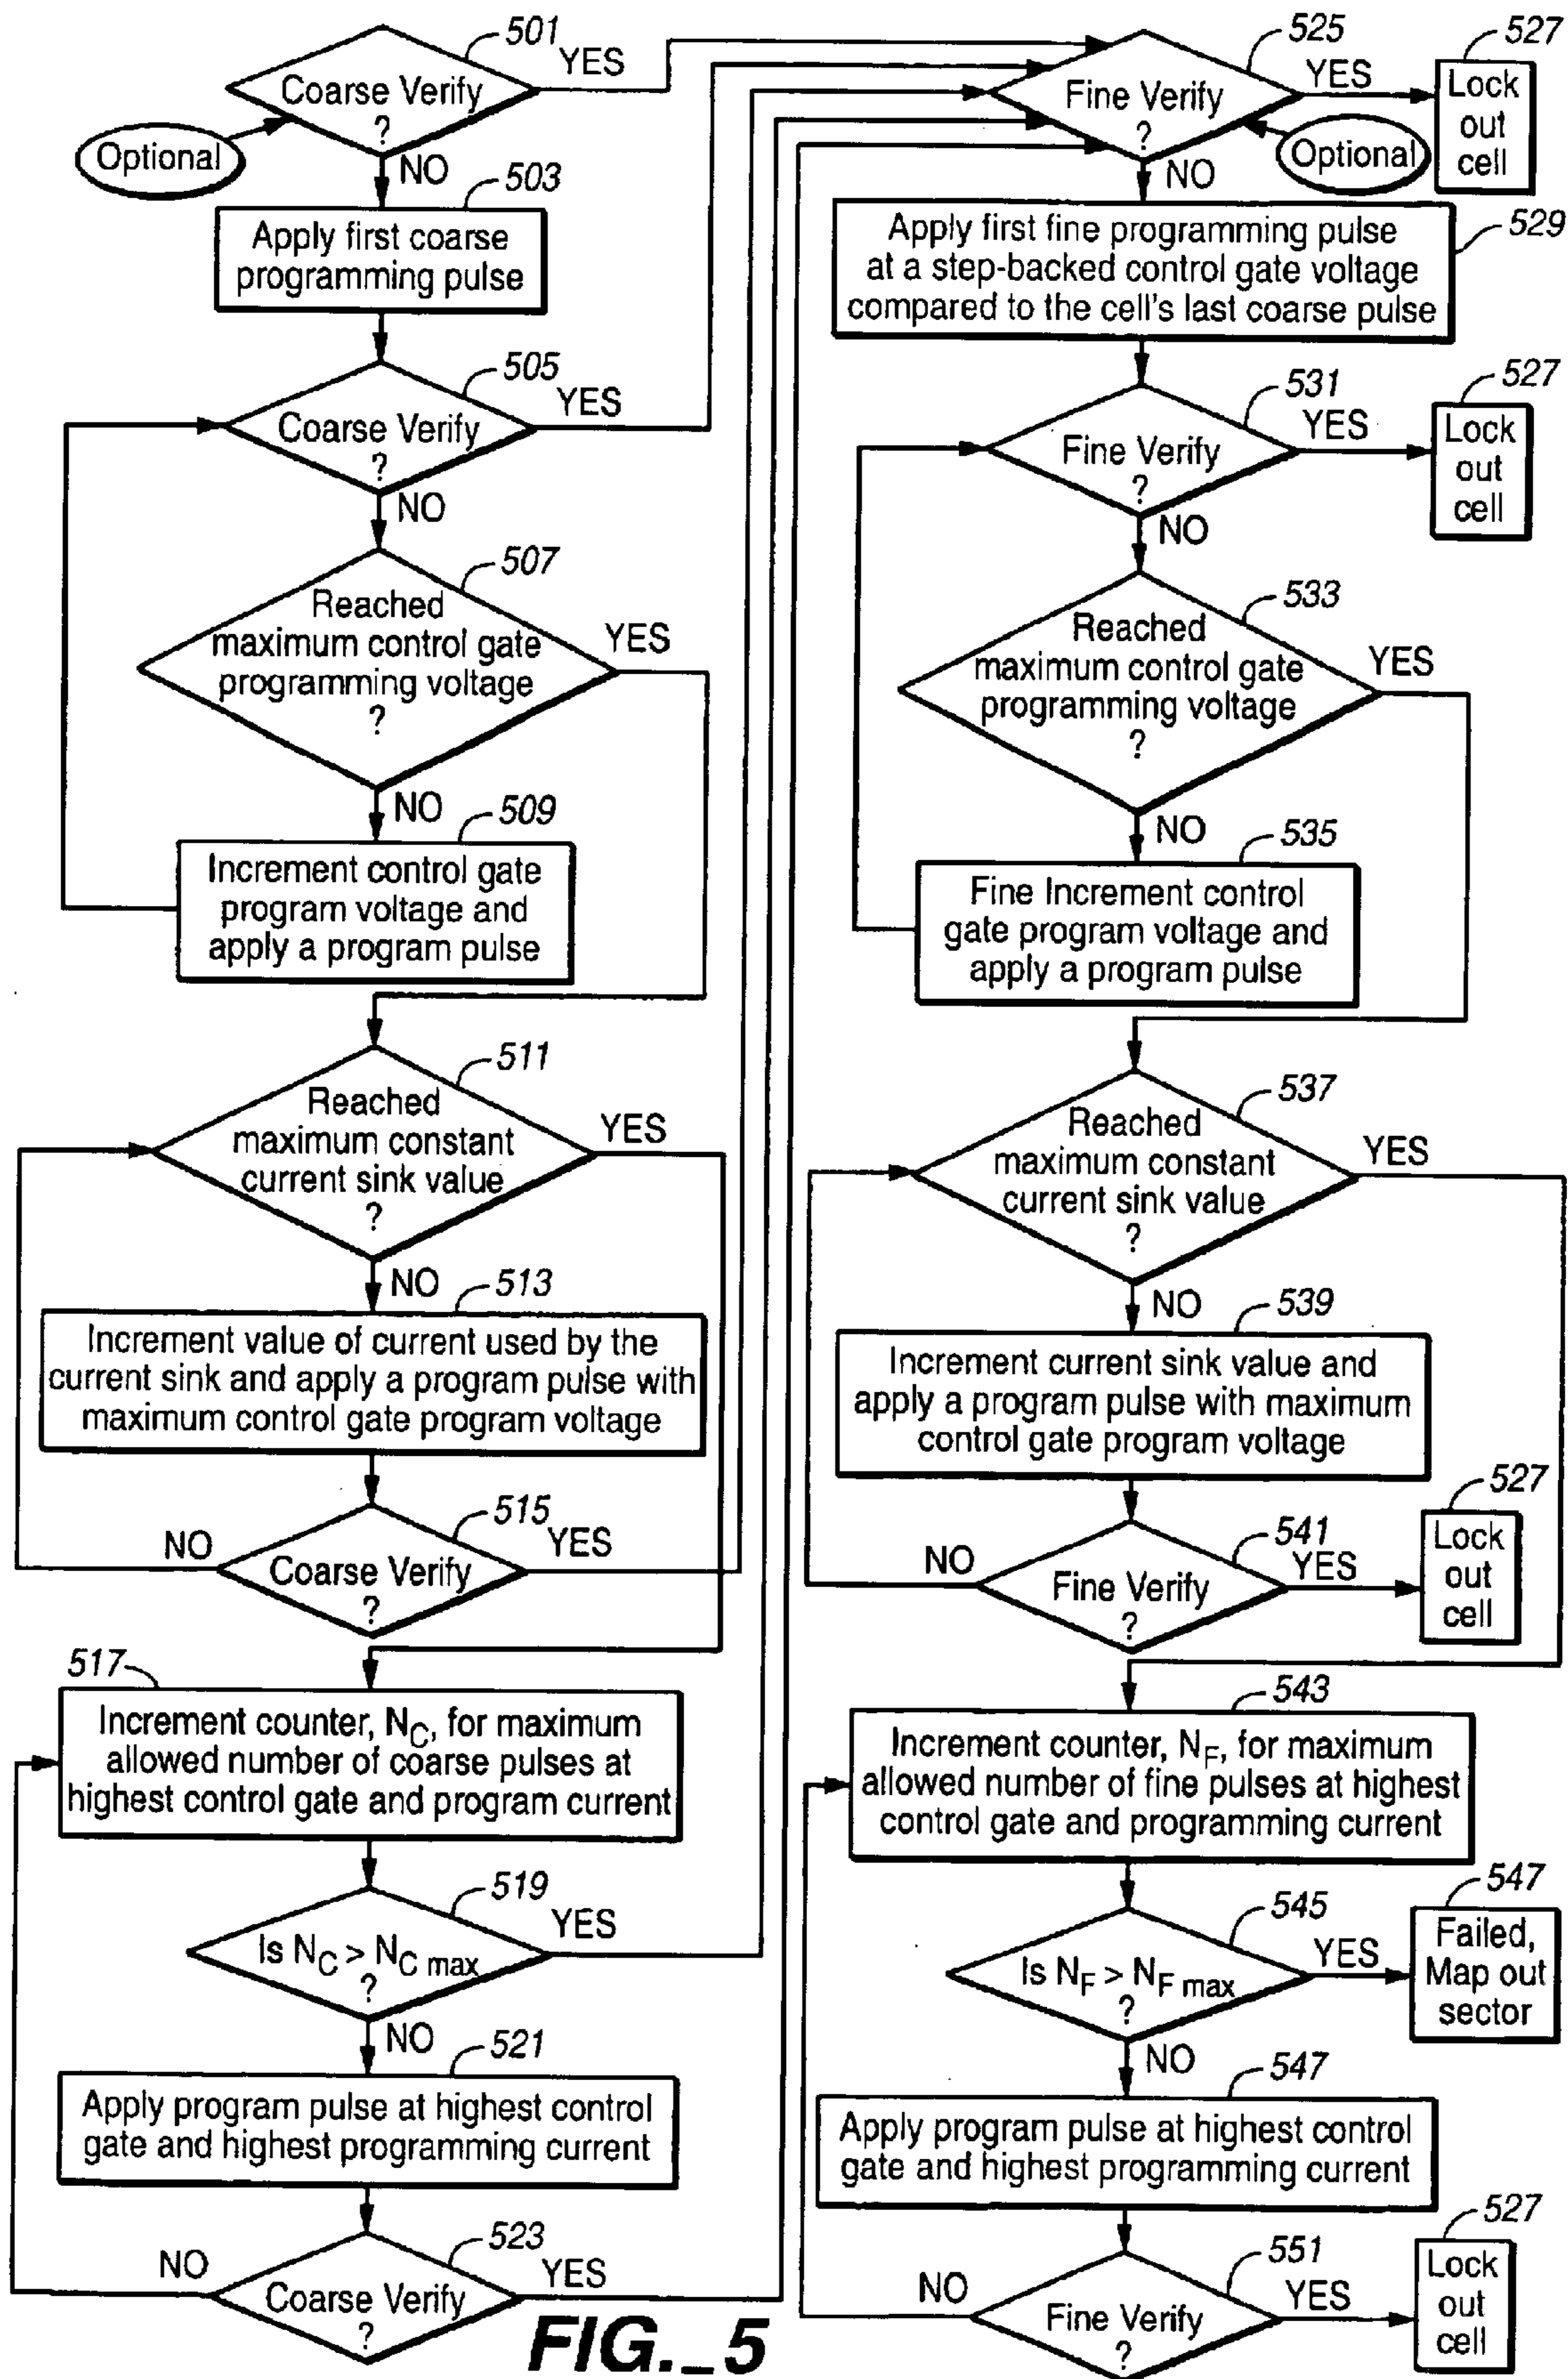 501
Coarse Verify
?
YES
Optional
NO
503
Apply first coarse
programming pulse
505
Coarse Verify
?
YES
NO
507
Reached
maximum control gate
programming voltage
?
YES
NO
509
Increment control gate
program voltage and
apply a program pulse
511
Reached
maximum constant
current sink value
?
YES
NO
513
Increment value of current used by the
current sink and apply a program pulse with
maximum control gate program voltage
515
Coarse Verify
?
NO
YES
517
Increment counter, NC, for maximum
allowed number of coarse pulses at
highest control gate and program current
519
Is NC > NC max
?
YES
NO
521
Apply program pulse at highest control
gate and highest programming current
523
Coarse Verify
?
NO
YES
525
Fine Verify
?
YES
527
Lock
out
cell
Optional
NO
529
Apply first fine programming pulse
at a step-backed control gate voltage
compared to the cell's last coarse pulse
531
Fine Verify
?
YES
527
Lock
out
cell
NO
533
Reached
maximum control gate
programming voltage
?
YES
NO
535
Fine Increment control
gate program voltage and
apply a program pulse
537
Reached
maximum constant
current sink value
?
YES
NO
539
Increment current sink value and
apply a program pulse with maximum
control gate program voltage
541
Fine Verify
?
NO
YES
527
Lock
out
cell
543
Increment counter, NF, for maximum
allowed number of fine pulses at highest
control gate and programming current
545
Is NF > NF max
?
YES
547
Failed,
Map out
sector
NO
547
Apply program pulse at highest control
gate and highest programming current
551
Fine Verify
?
NO
YES
527
Lock
out
cell
FIG._5